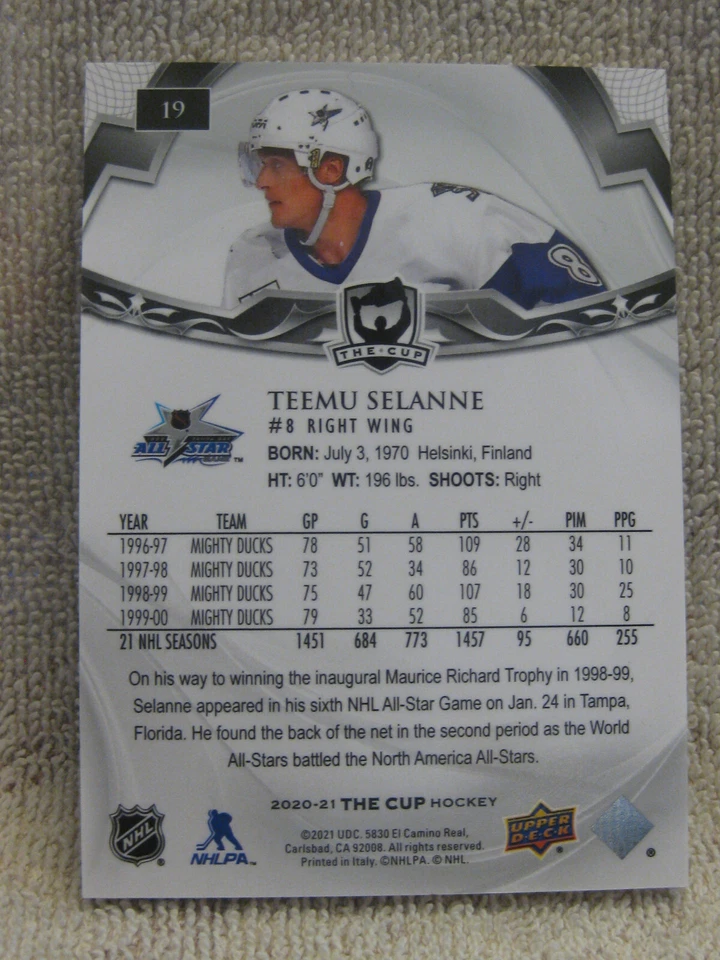 19
8
8
THE CUP
TEEMU SELANNE
#8 RIGHT WING
ALL STAR
GAME
TM
BORN: July 3, 1970 Helsinki, Finland
HT: 6'0" WT: 196 lbs. SHOOTS: Right
YEAR TEAM GP G A PTS +/- PIM PPG
1996-97 MIGHTY DUCKS 78 51 58 109 28 34 11
1997-98 MIGHTY DUCKS 73 52 34 86 12 30 10
1998-99 MIGHTY DUCKS 75 47 60 107 18 30 25
1999-00 MIGHTY DUCKS 79 33 52 85 6 12 8
21 NHL SEASONS 1451 684 773 1457 95 660 255
On his way to winning the inaugural Maurice Richard Trophy in 1998-99,
Selanne appeared in his sixth NHL All-Star Game on Jan. 24 in Tampa,
Florida. He found the back of the net in the second period as the World
All-Stars battled the North America All-Stars.
2020-21 THE CUP HOCKEY
NHL ®
NHLPA™
©2021 UDC. 5830 El Camino Real,
Carlsbad, CA 92008. All rights reserved.
Printed in Italy. ©NHLPA. © NHL.
UPPER
DECK ®
®